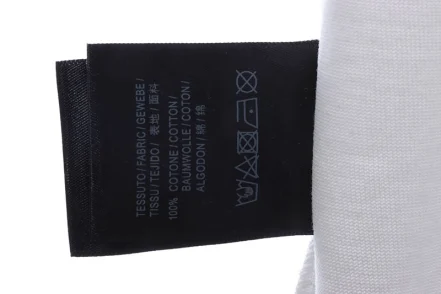 TESSUTO/FABRIC/GEWEBE/
TISSU/TEJIDO/表地/面料
100% COTONE/COTTON/
BAUMWOLLE/COTON/
ALGODON/綿/棉